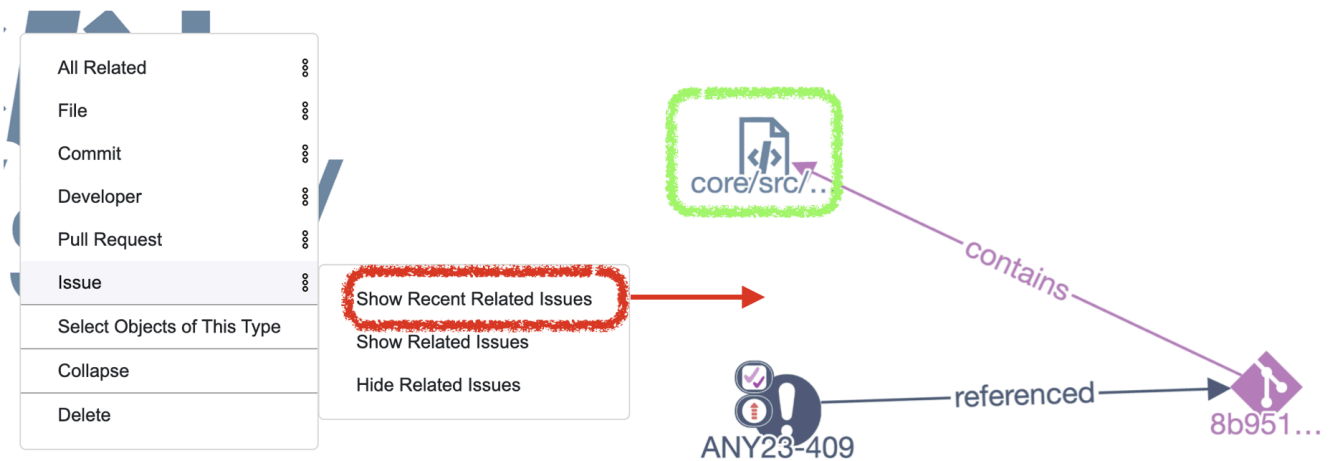 All Related
File
Commit
Developer
Pull Request
Issue
Select Objects of This Type
Collapse
Delete
Show Recent Related Issues
Show Related Issues
Hide Related Issues
core/src/...
contains
referenced
ANY23-409
8b951...